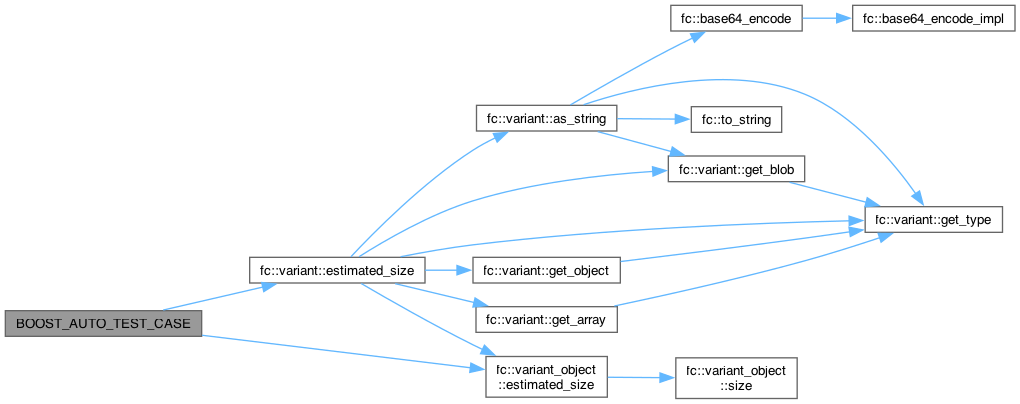 BOOST_AUTO_TEST_CASE
fc::variant::estimated_size
fc::variant::as_string
fc::base64_encode
fc::base64_encode_impl
fc::to_string
fc::variant::get_blob
fc::variant::get_type
fc::variant::get_object
fc::variant::get_array
fc::variant_object
::estimated_size
fc::variant_object
::size